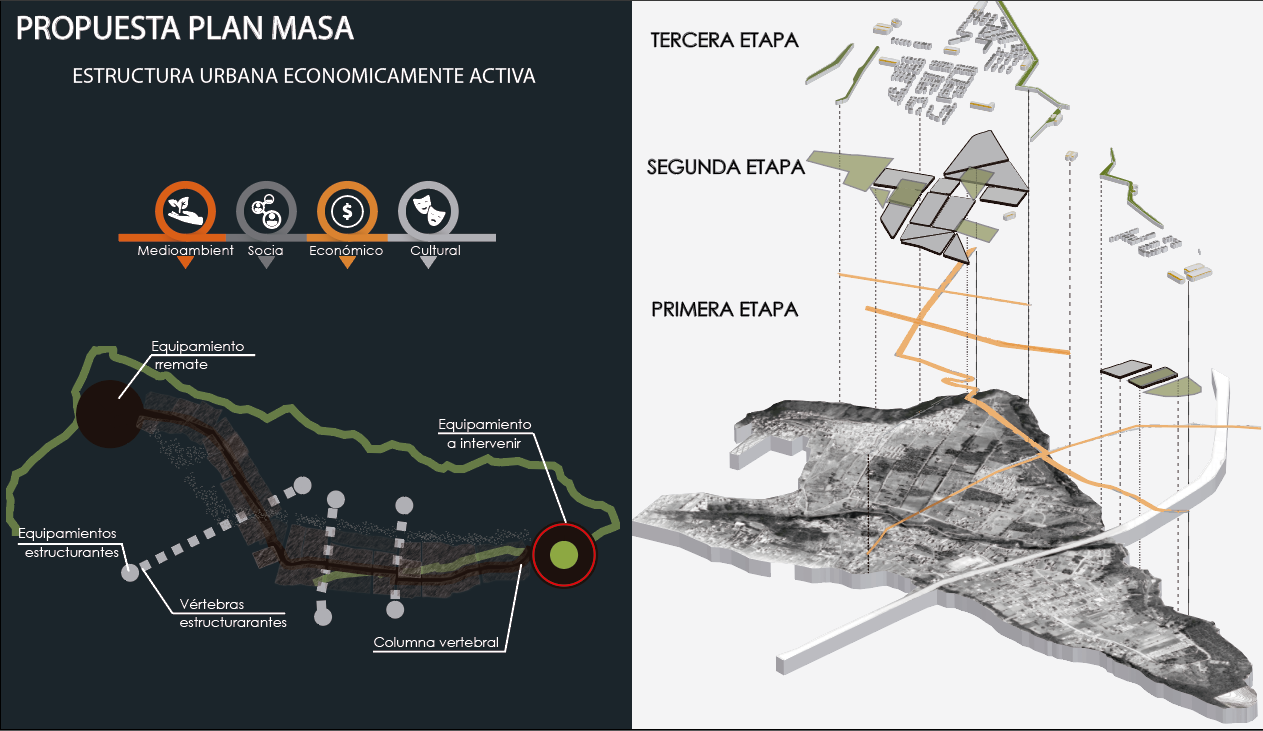 PROPUESTA PLAN MASA
ESTRUCTURA URBANA ECONOMICAMENTE ACTIVA
$
Medioambient
Socia
Económico
Cultural
Equipamiento
rremate
Equipamiento
a intervenir
Equipamientos
estructurantes
Vértebras
estructurarantes
Columna vertebral
TERCERA ETAPA
SEGUNDA ETAPA
PRIMERA ETAPA